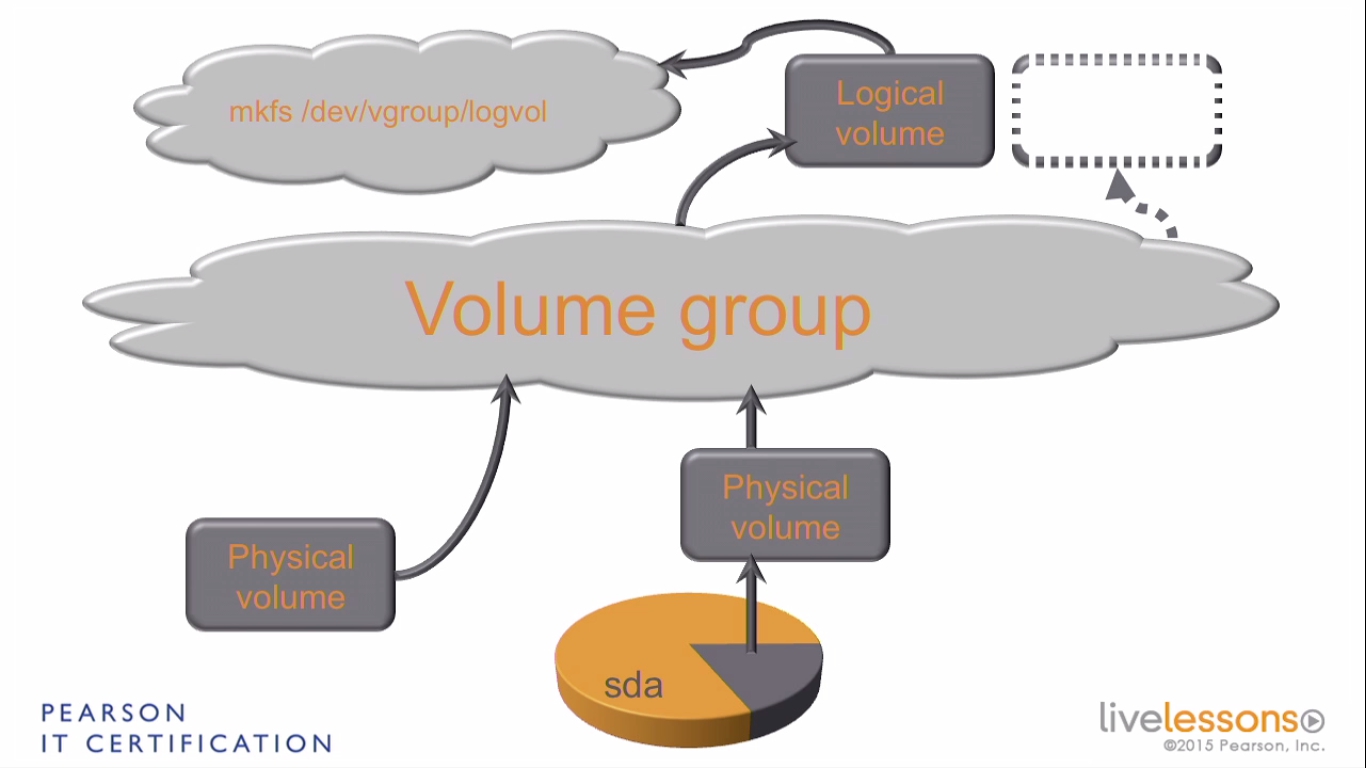 mkfs /dev/vgroup/logvol
Logical
volume
Volume group
Physical
volume
Physical
volume
sda
PEARSON
IT CERTIFICATION
livelessons
©2015 Pearson, Inc.